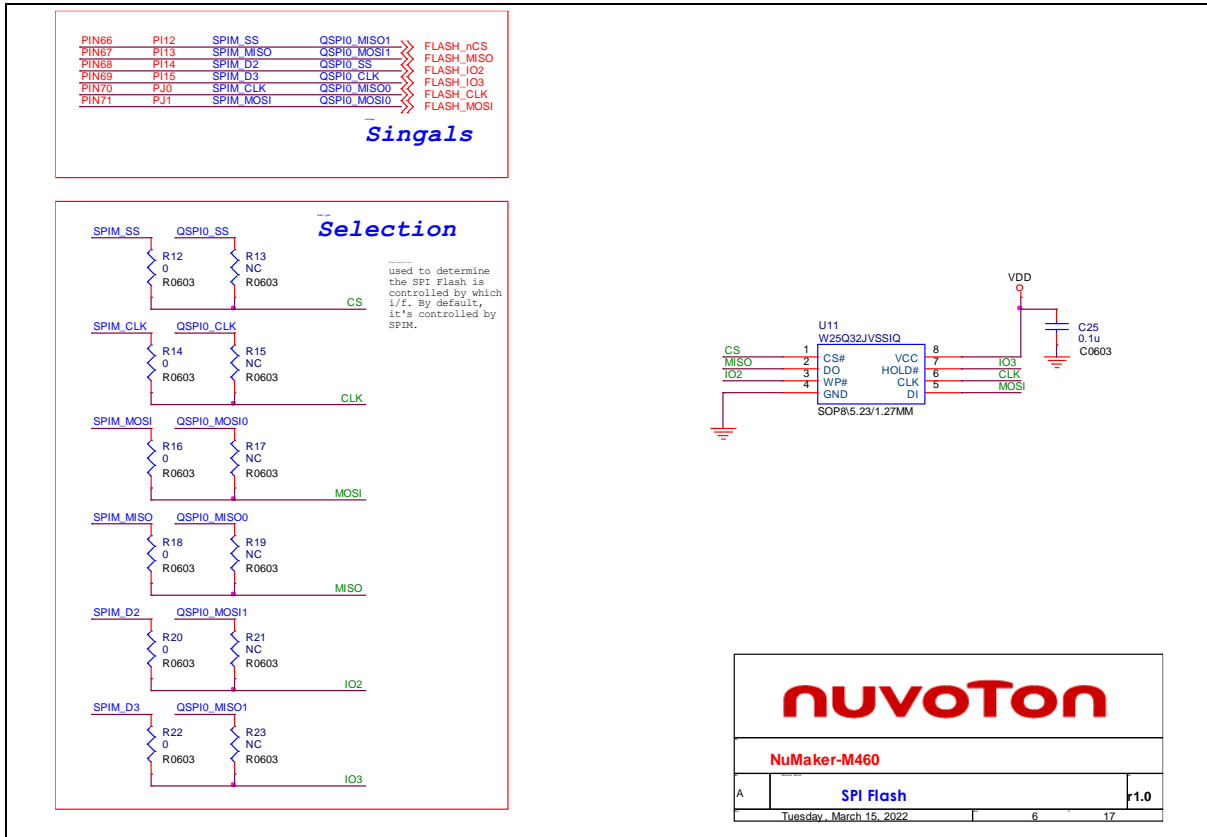 PIN66 PI12 SPIM_SS QSPI0_MISO1 FLASH_nCS
PIN67 PI13 SPIM_MISO QSPI0_MOSI1 FLASH_MISO
PIN68 PI14 SPIM_D2 QSPI0_SS FLASH_IO2
PIN69 PI15 SPIM_D3 QSPI0_CLK FLASH_IO3
PIN70 PJ0 SPIM_CLK QSPI0_MISO0 FLASH_CLK
PIN71 PJ1 SPIM_MOSI QSPI0_MOSI0 FLASH_MOSI
Singals
Selection
used to determine
the SPI Flash is
controlled by which
i/f. By default,
it's controlled by
SPIM.
SPIM_SS QSPI0_SS
R12 R13
0 NC
R0603 R0603
CS
SPIM_CLK QSPI0_CLK
R14 R15
0 NC
R0603 R0603
CLK
SPIM_MOSI QSPI0_MOSI0
R16 R17
0 NC
R0603 R0603
MOSI
SPIM_MISO QSPI0_MISO0
R18 R19
0 NC
R0603 R0603
MISO
SPIM_D2 QSPI0_MOSI1
R20 R21
0 NC
R0603 R0603
IO2
SPIM_D3 QSPI0_MISO1
R22 R23
0 NC
R0603 R0603
IO3
VDD
C25
0.1u
C0603
U11
W25Q32JVSSIQ
CS 1 CS# VCC 8
MISO 2 DO HOLD# 7 IO3
IO2 3 WP# CLK 6 CLK
4 GND DI 5 MOSI
SOP8\5.23/1.27MM
nuvoTon
NuMaker-M460
A SPI Flash r1.0
Tuesday, March 15, 2022 6 17